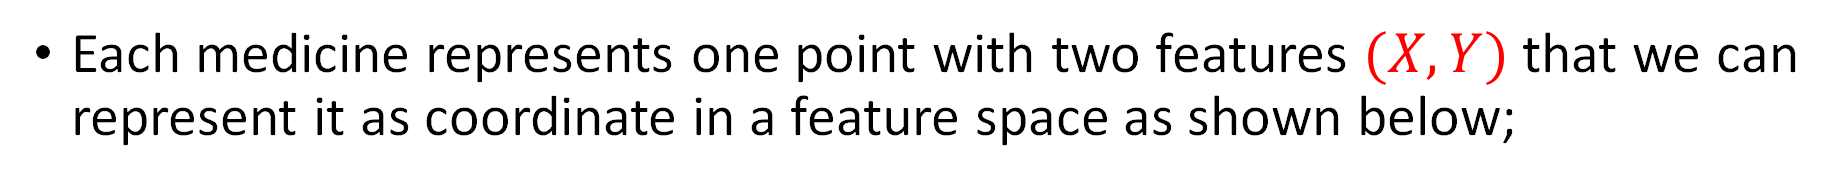 • Each medicine represents one point with two features (X, Y) that we can
represent it as coordinate in a feature space as shown below;